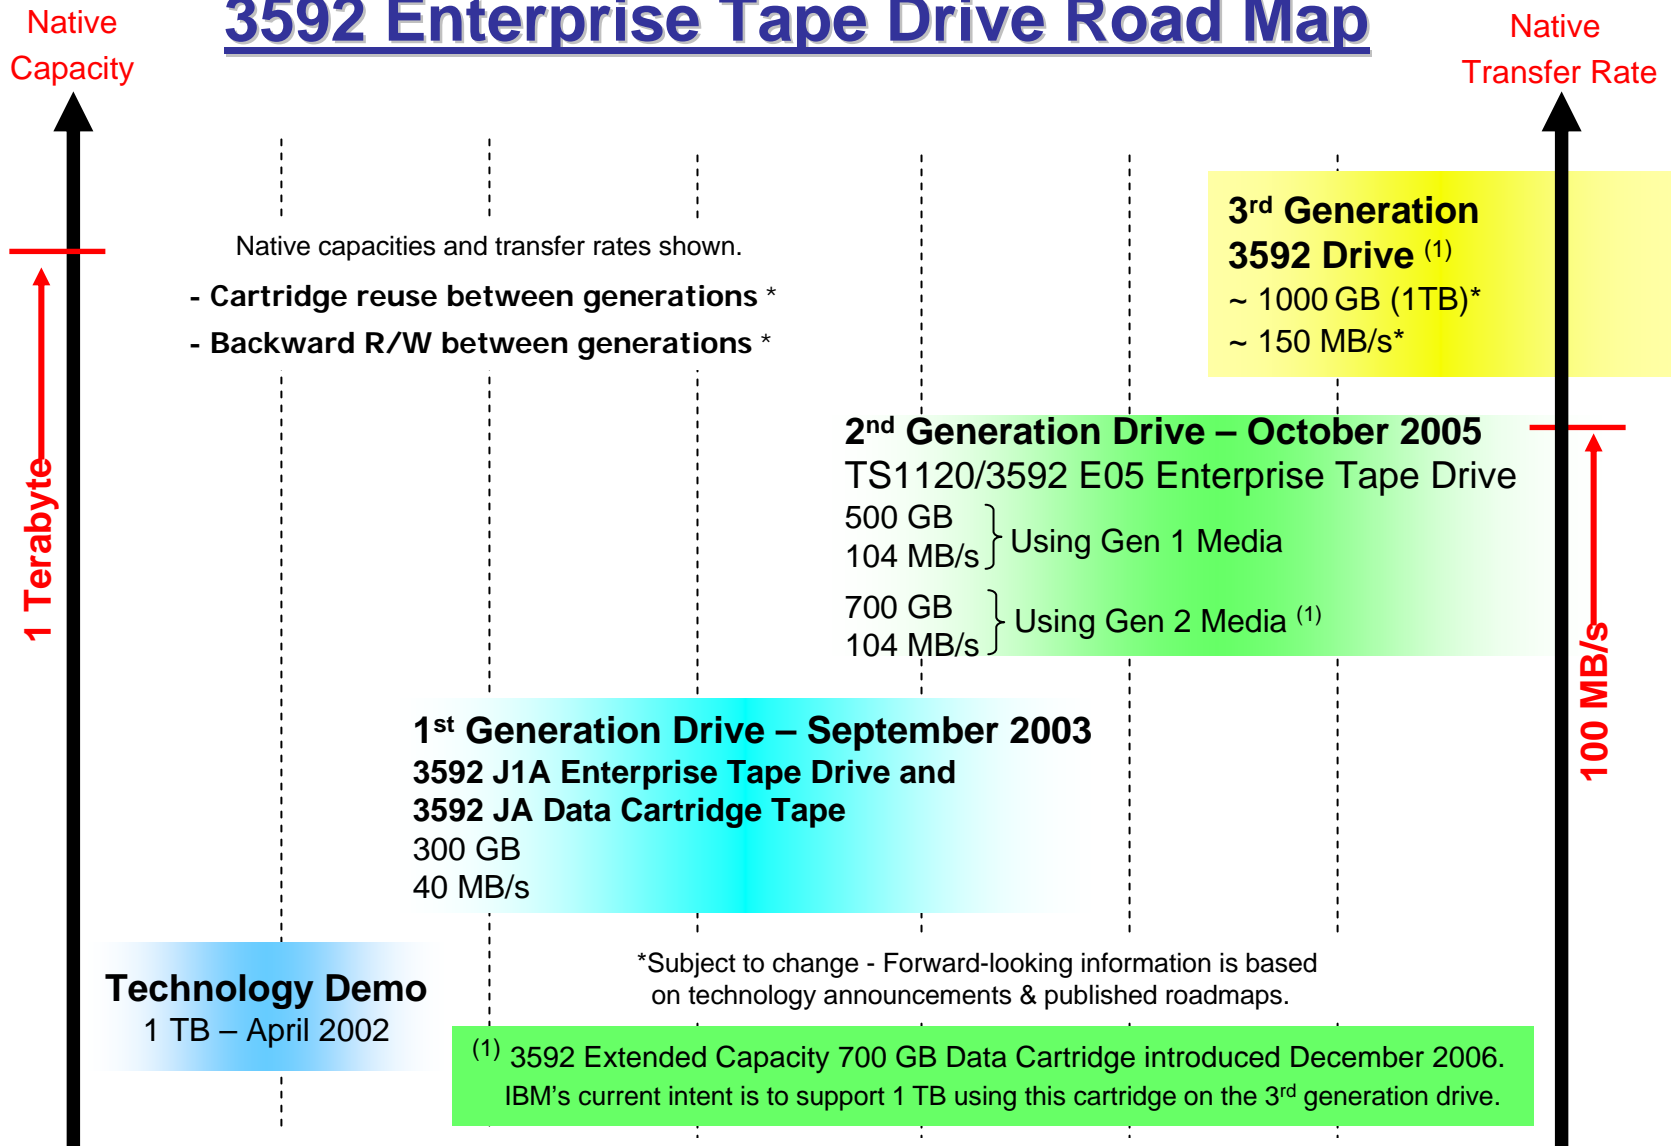 3592 Enterprise Tape Drive Road Map
Native
Capacity
Native
Transfer Rate
Native capacities and transfer rates shown.
- Cartridge reuse between generations *
- Backward R/W between generations *
3rd Generation
3592 Drive (1)
~ 1000 GB (1TB)*
~ 150 MB/s*
1 Terabyte
2nd Generation Drive – October 2005
TS1120/3592 E05 Enterprise Tape Drive
500 GB
104 MB/s
Using Gen 1 Media
700 GB
104 MB/s
Using Gen 2 Media (1)
100 MB/s
1st Generation Drive – September 2003
3592 J1A Enterprise Tape Drive and
3592 JA Data Cartridge Tape
300 GB
40 MB/s
Technology Demo
1 TB – April 2002
*Subject to change - Forward-looking information is based
on technology announcements & published roadmaps.
(1) 3592 Extended Capacity 700 GB Data Cartridge introduced December 2006.
IBM's current intent is to support 1 TB using this cartridge on the 3rd generation drive.